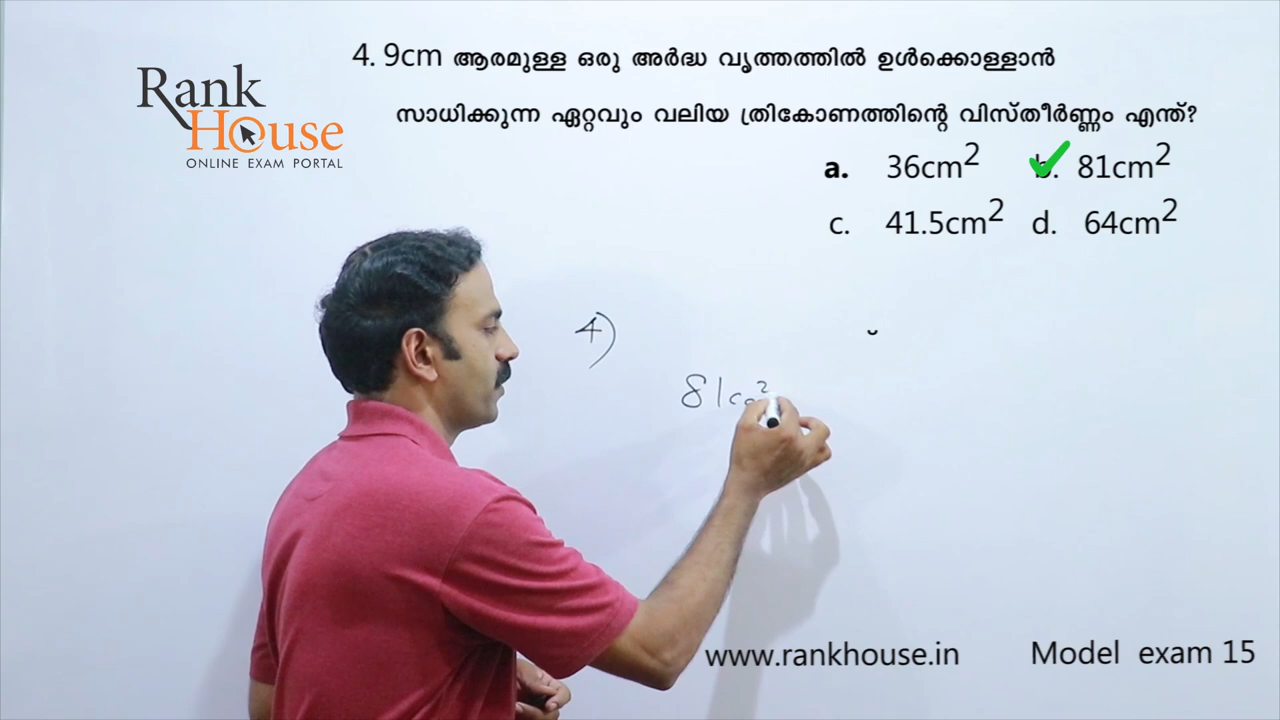 4. 9cm ആരമുള്ള ഒരു അർദ്ധ വൃത്തത്തിൽ ഉൾക്കൊള്ളാൻ
സാധിക്കുന്ന ഏറ്റവും വലിയ ത്രികോണത്തിന്റെ വിസ്തീർണ്ണം എന്ത്?
Rank
House
ONLINE EXAM PORTAL
a. 36cm² b. 81cm²
c. 41.5cm² d. 64cm²
4)
www.rankhouse.in Model exam 15